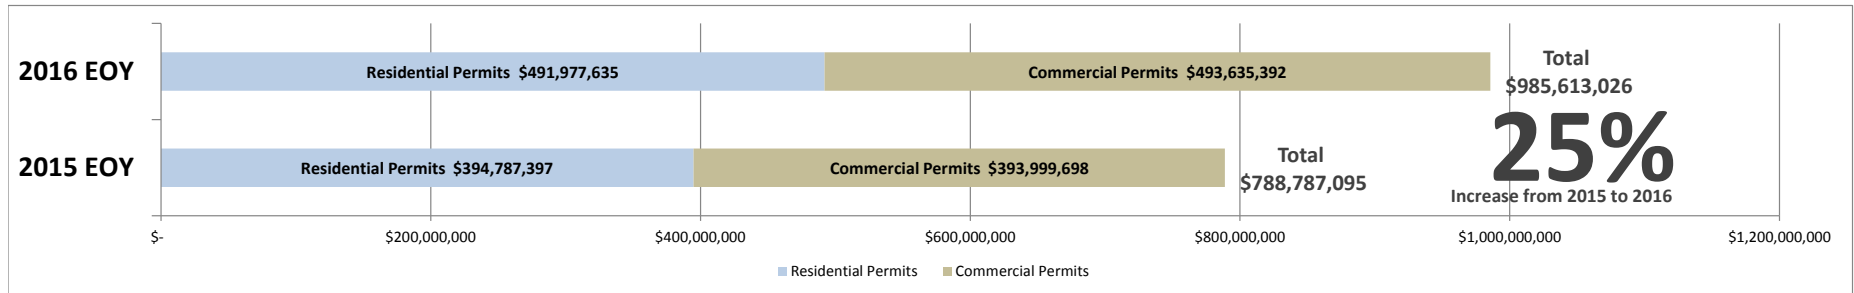 2016 EOY
Residential Permits $491,977,635
Commercial Permits $493,635,392
Total
$985,613,026
2015 EOY
Residential Permits $394,787,397
Commercial Permits $393,999,698
Total
$788,787,095
25%
Increase from 2015 to 2016
$- $200,000,000 $400,000,000 $600,000,000 $800,000,000 $1,000,000,000 $1,200,000,000
Residential Permits Commercial Permits